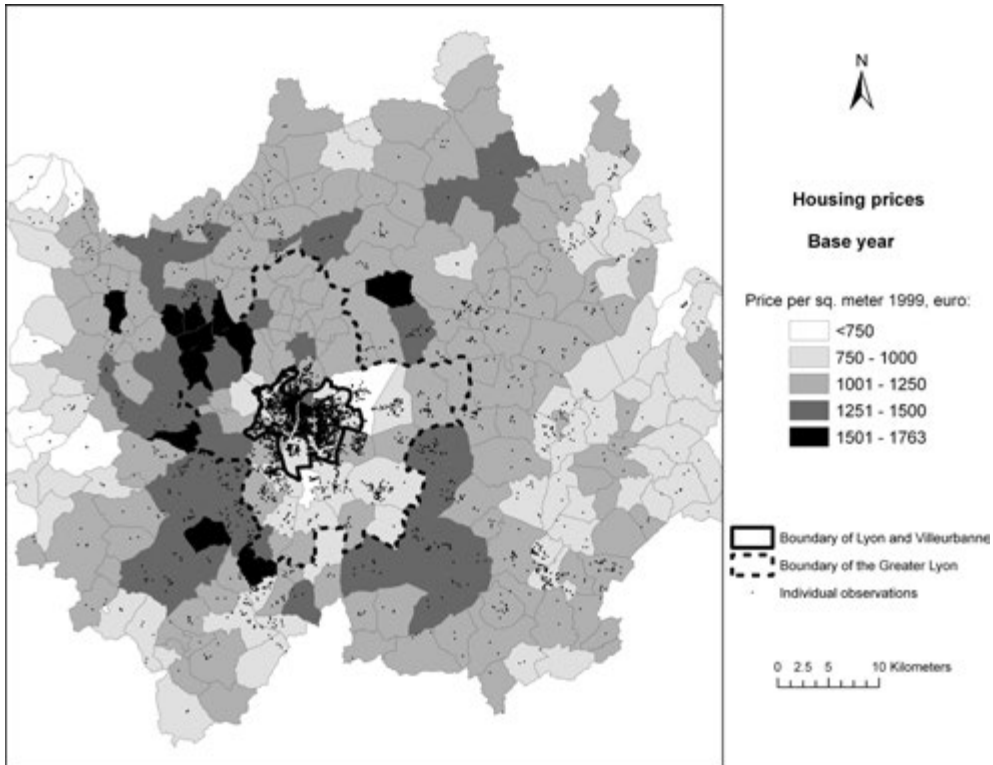 N
Housing prices
Base year
Price per sq. meter 1999, euro:
<750
750 - 1000
1001 - 1250
1251 - 1500
1501 - 1763
Boundary of Lyon and Villeurbanne
Boundary of the Greater Lyon
Individual observations
0 2.5 5 10 Kilometers